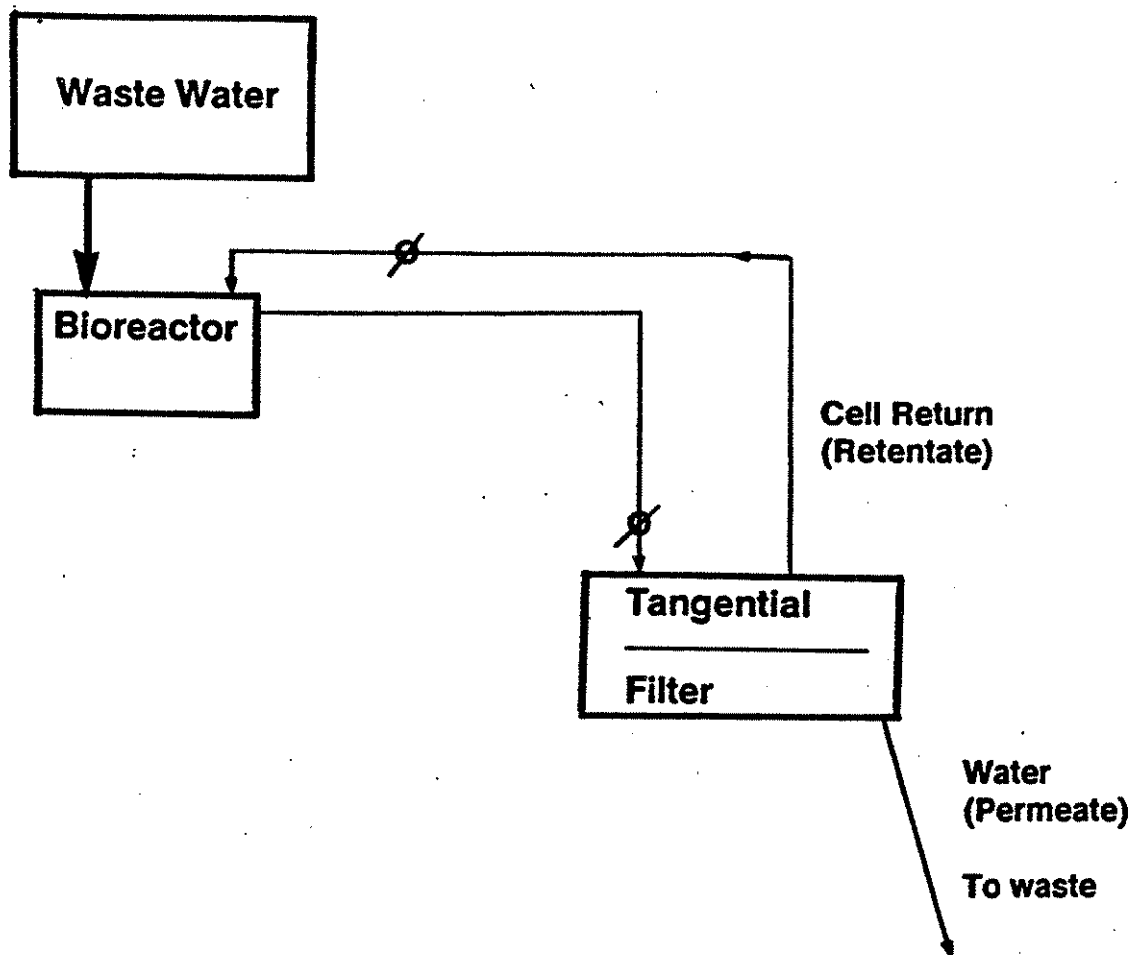 Waste Water
Bioreactor
Cell Return
(Retentate)
Tangential
Filter
Water
(Permeate)
To waste